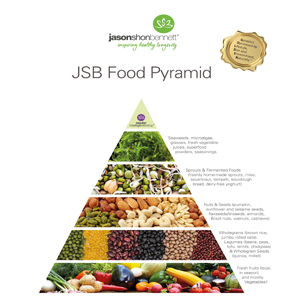 jasonshonbennett
inspiring healthy longevity
JSB Food Pyramid
Seaweeds, microalgae,
grasses, fresh vegetable
juices, superfood
powders, seasonings.
Sprouts & Fermented Foods
(freshly home-made sprouts, miso,
sauerkraut, tempeh, sourdough
bread, dairy-free yoghurt)
Nuts & Seeds (pumpkin,
sunflower and sesame seeds,
flaxseeds/linseeds, almonds,
Brazil nuts, walnuts, cashews)
Wholegrains (brown rice,
jumbo rolled oats),
Legumes (beans, peas,
lentils, chickpeas)
& Wholegrain Seeds
(quinoa, millet)
Fresh fruits (local,
in season)
and mostly
Vegetables!